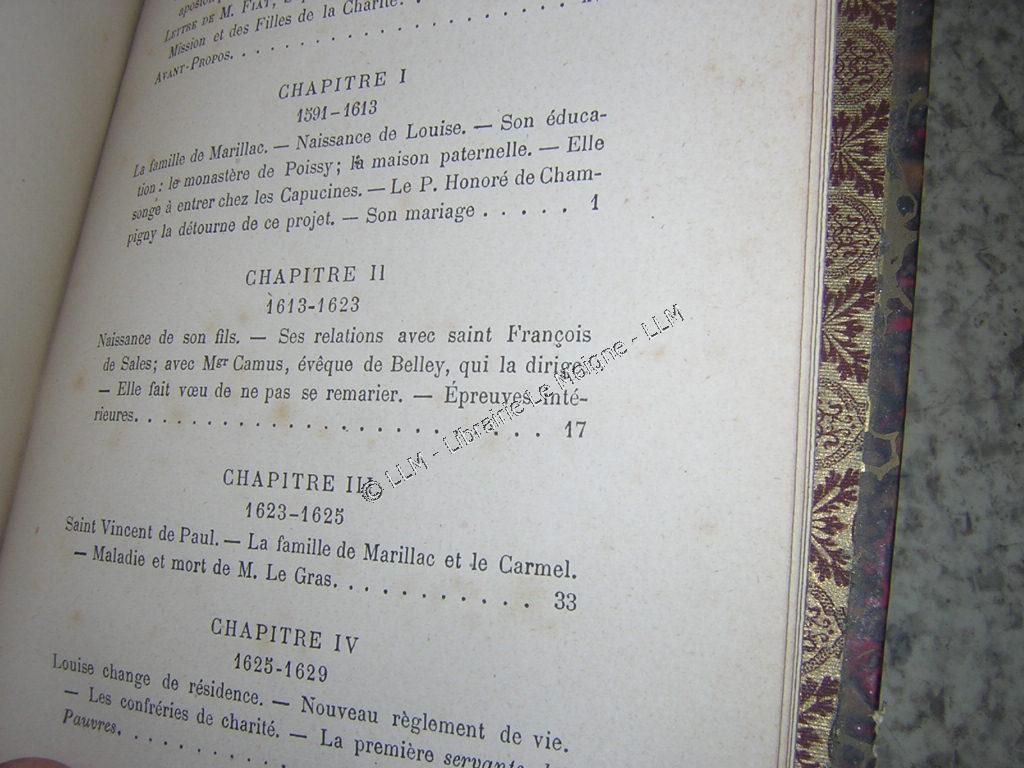 LETTRE DE M. FIAT,
Mission et des Filles de la Charité.
AVANT-PROPOS. . . . . . . . . . . . . . . . . .
CHAPITRE I
1591-1613
La famille de Marillac. — Naissance de Louise. — Son éduca-
tion : le monastère de Poissy ; la maison paternelle. — Elle
songe à entrer chez les Capucines. — Le P. Honoré de Cham-
pigny la détourne de ce projet. — Son mariage . . . . . 1
CHAPITRE II
1613-1623
Naissance de son fils. — Ses relations avec saint François
de Sales; avec Mgr Camus, évêque de Belley, qui la dirige.
— Elle fait vœu de ne pas se remarier. — Épreuves inté-
rieures. . . . . . . . . . . . . . . . . . . . . . . 17
CHAPITRE III
1623-1625
Saint Vincent de Paul. — La famille de Marillac et le Carmel.
— Maladie et mort de M. Le Gras. . . . . . . . . . . 33
CHAPITRE IV
1625-1629
Louise change de résidence. — Nouveau règlement de vie.
— Les confréries de charité. — La première servante
Pauvres. . . . . . . . . .
© LLM - Librairie Le Meigne - LLM